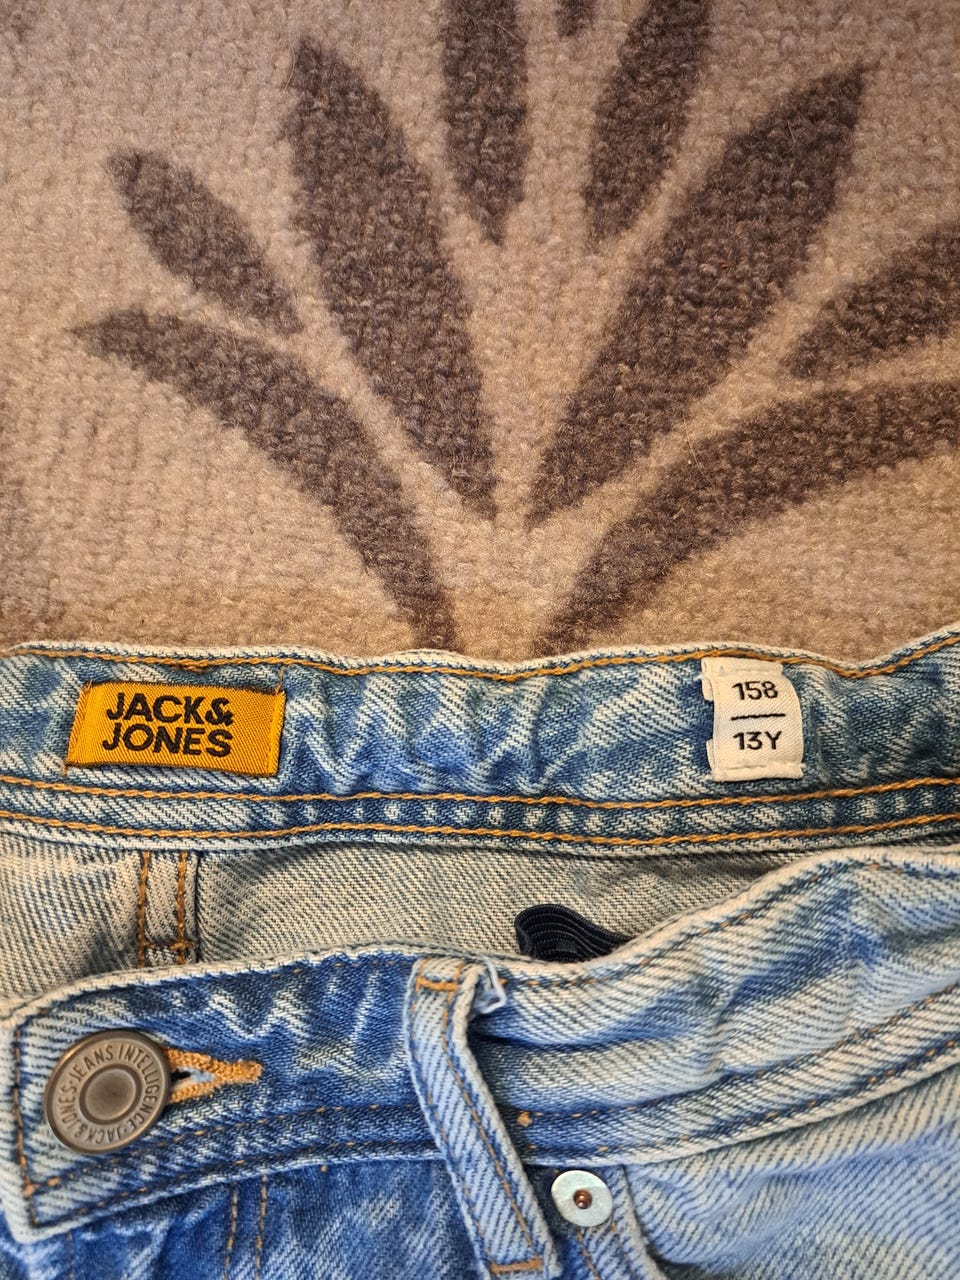 JACK&
JONES
158
13Y
JACK & JONES·JEANS INTELLIGENCE·